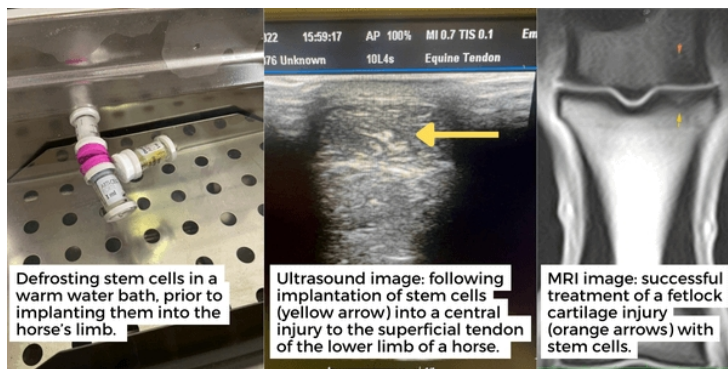 Defrosting stem cells in a
warm water bath, prior to
implanting them into the
horse's limb.
022 15:59:17 AP 100% MI 0.7 TIS 0.1
076 Unknown 10L4s Equine Tendon
Ultrasound image: following
implantation of stem cells
(yellow arrow) into a central
injury to the superficial tendon
of the lower limb of a horse.
MRI image: successful
treatment of a fetlock
cartilage injury
(orange arrows) with
stem cells.